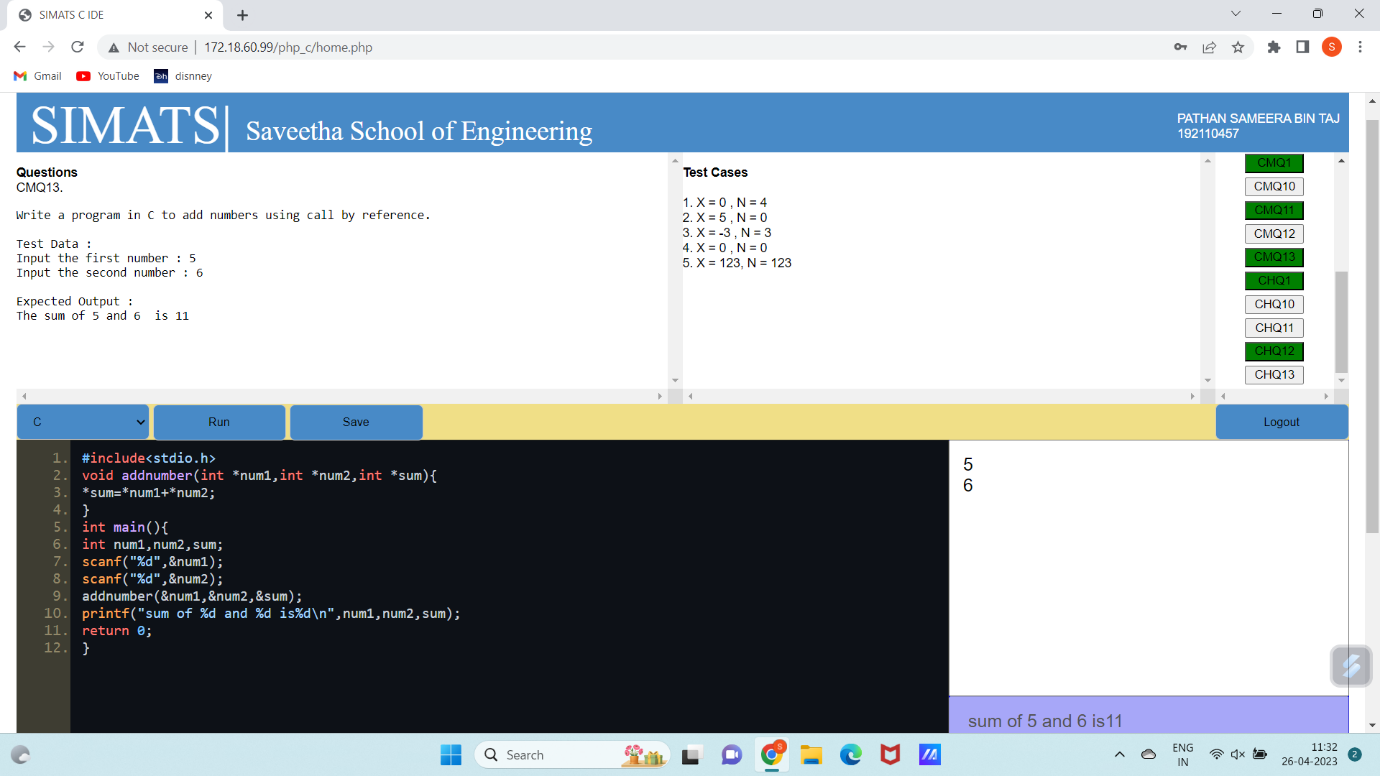 SIMATS C IDE
Not secure | 172.18.60.99/php_c/home.php
S
Gmail YouTube disnney
SIMATS| Saveetha School of Engineering
PATHAN SAMEERA BIN TAJ
192110457
Questions
CMQ13.
Write a program in C to add numbers using call by reference.
Test Data :
Input the first number : 5
Input the second number : 6
Expected Output :
The sum of 5 and 6  is 11
Test Cases
1. X = 0 , N = 4
2. X = 5 , N = 0
3. X = -3 , N = 3
4. X = 0 , N = 0
5. X = 123, N = 123
CMQ1
CMQ10
CMQ11
CMQ12
CMQ13
CHQ1
CHQ10
CHQ11
CHQ12
CHQ13
C Run Save Logout
1. #include<stdio.h>
2. void addnumber(int *num1,int *num2,int *sum){
3. *sum=*num1+*num2;
4. }
5. int main(){
6. int num1,num2,sum;
7. scanf("%d",&num1);
8. scanf("%d",&num2);
9. addnumber(&num1,&num2,&sum);
10. printf("sum of %d and %d is%d\n",num1,num2,sum);
11. return 0;
12. }
5
6
sum of 5 and 6 is11
Search
S
ENG
IN
11:32
26-04-2023
2